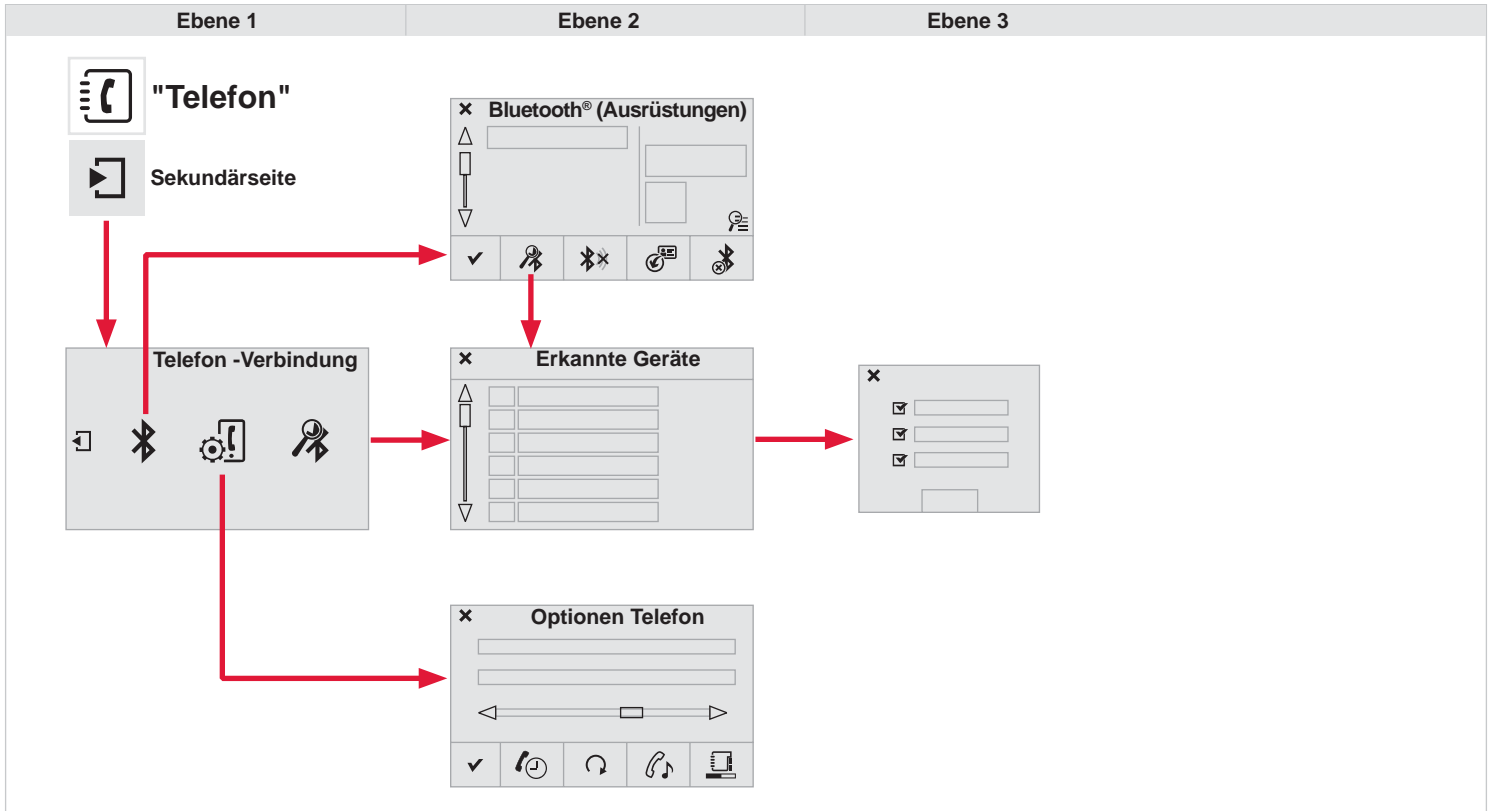 Ebene 1
Ebene 2
Ebene 3
"Telefon"
Sekundärseite
Bluetooth® (Ausrüstungen)
Telefon -Verbindung
Erkannte Geräte
Optionen Telefon